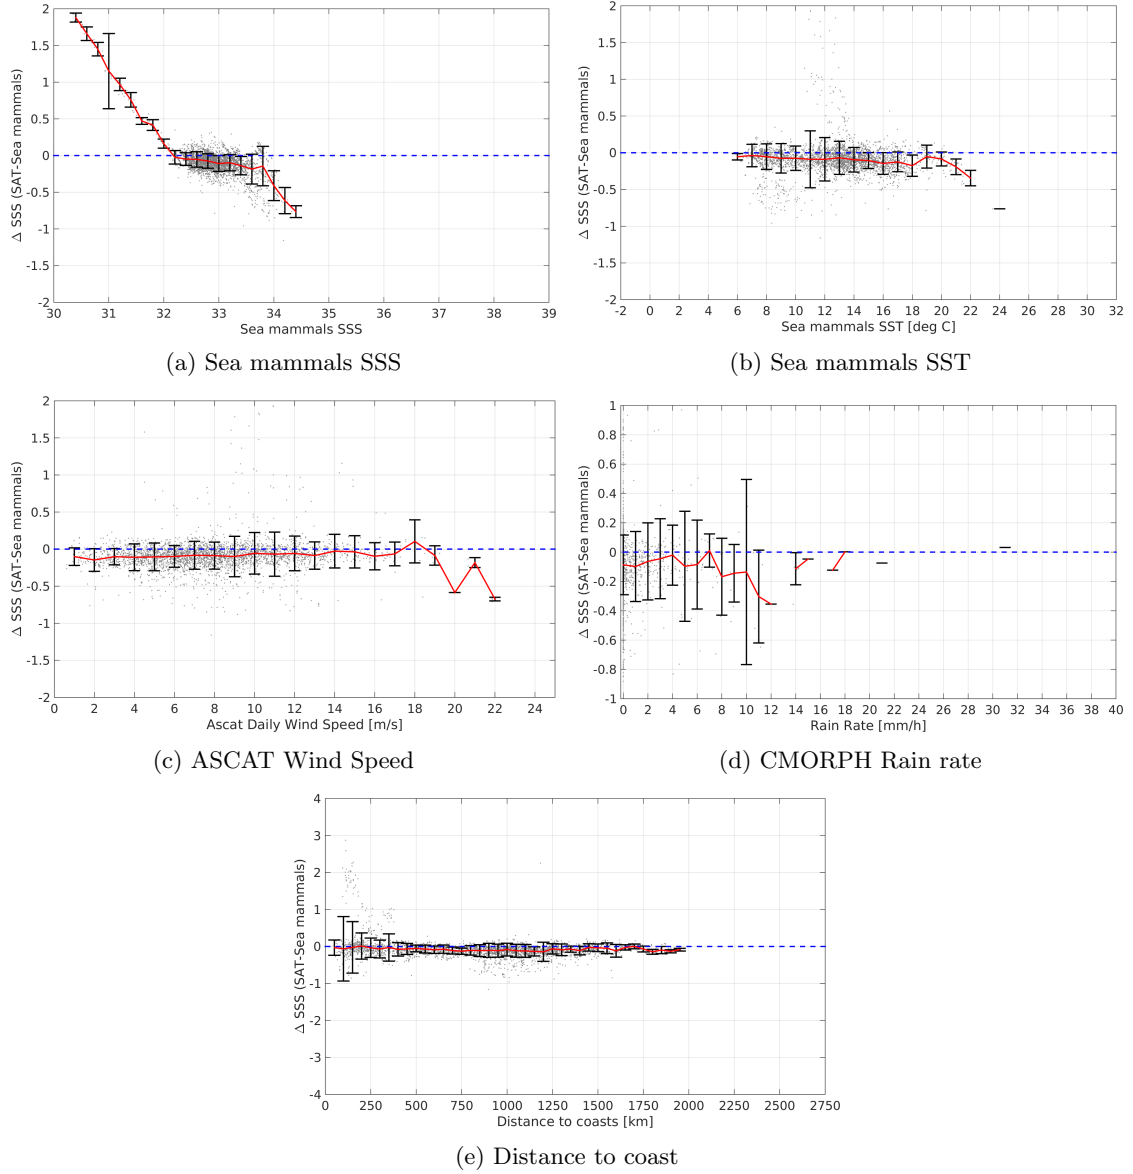 2
1.5
1
0.5
0
-0.5
-1
-1.5
-2
Δ SSS (SAT-Sea mammals)
30 31 32 33 34 35 36 37 38 39
Sea mammals SSS
(a) Sea mammals SSS
2
1.5
1
0.5
0
-0.5
-1
-1.5
-2
Δ SSS (SAT-Sea mammals)
-2 0 2 4 6 8 10 12 14 16 18 20 22 24 26 28 30 32
Sea mammals SST [deg C]
(b) Sea mammals SST
2
1.5
1
0.5
0
-0.5
-1
-1.5
-2
Δ SSS (SAT-Sea mammals)
0 2 4 6 8 10 12 14 16 18 20 22 24
Ascat Daily Wind Speed [m/s]
(c) ASCAT Wind Speed
1
0.8
0.6
0.4
0.2
0
-0.2
-0.4
-0.6
-0.8
-1
Δ SSS (SAT-Sea mammals)
0 2 4 6 8 10 12 14 16 18 20 22 24 26 28 30 32 34 36 38 40
Rain Rate [mm/h]
(d) CMORPH Rain rate
4
3
2
1
0
-1
-2
-3
-4
Δ SSS (SAT-Sea mammals)
0 250 500 750 1000 1250 1500 1750 2000 2250 2500 2750
Distance to coasts [km]
(e) Distance to coast